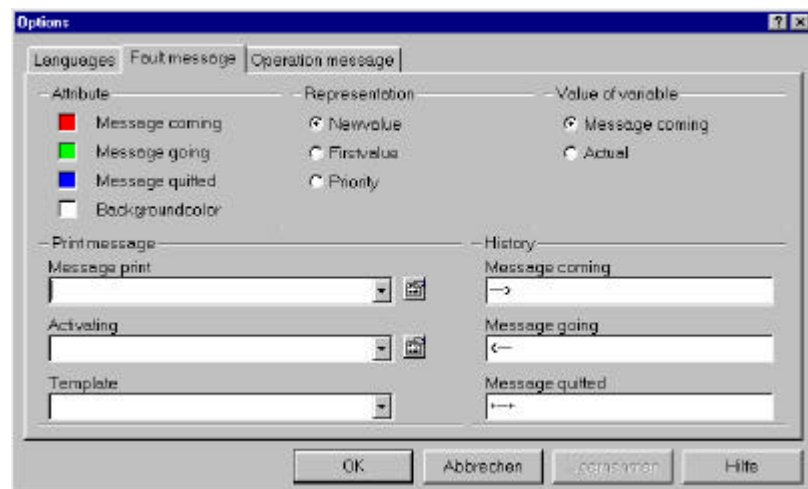 Options
Languages Fault message Operation message
Attribute
Message coming
Message going
Message quitted
Backgroundcolor
Representation
Newvalue
Firstvalue
Priority
Value of variable
Message coming
Actual
Print message
Message print
Activating
Template
History
Message coming
Message going
Message quitted
OK Abbrechen Hilfe